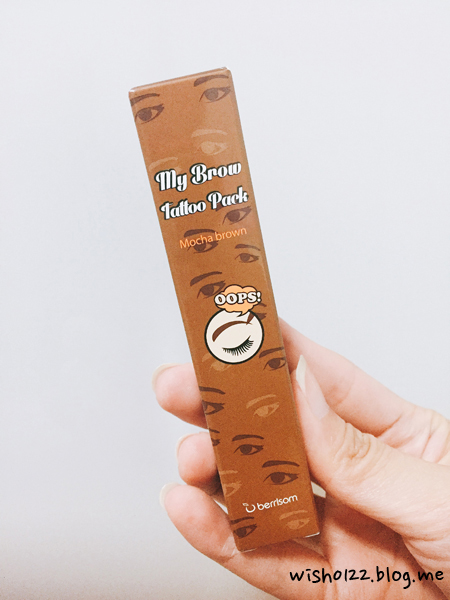 My Brow
Tattoo Pack
Mocha brown
OOPS!
berrisom
wish0122.blog.me